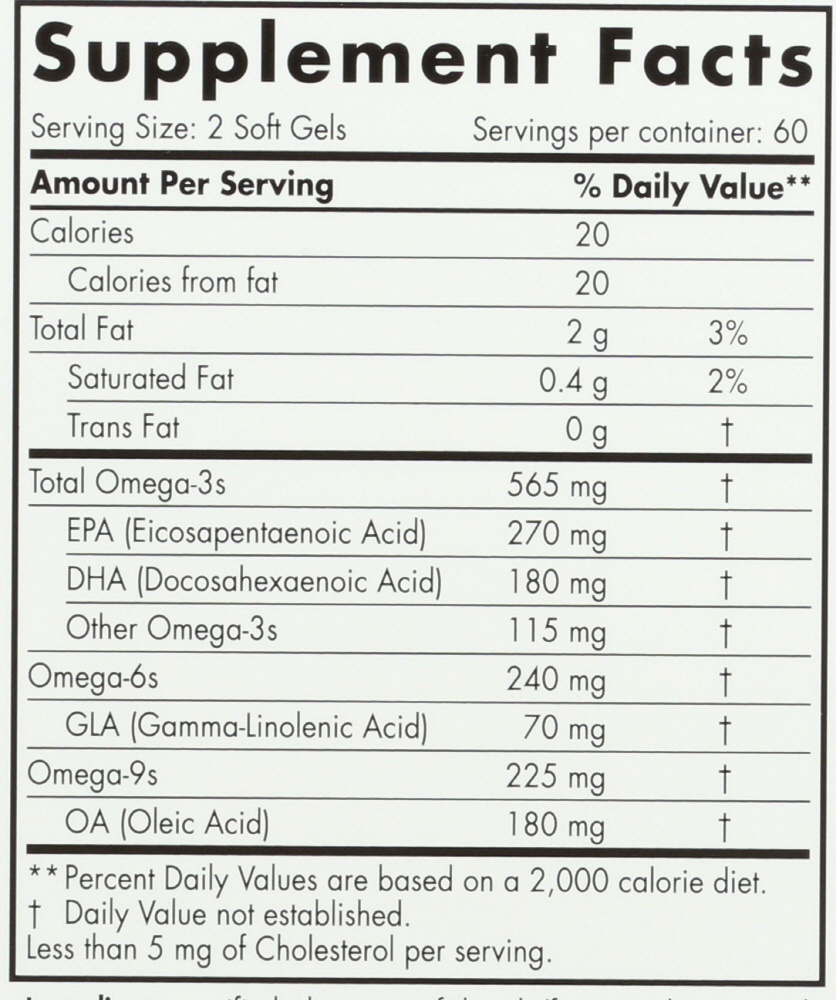 Supplement Facts
Serving Size: 2 Soft Gels Servings per container: 60
Amount Per Serving % Daily Value**
Calories 20
Calories from fat 20
Total Fat 2 g 3%
Saturated Fat 0.4 g 2%
Trans Fat 0 g †
Total Omega-3s 565 mg †
EPA (Eicosapentaenoic Acid) 270 mg †
DHA (Docosahexaenoic Acid) 180 mg †
Other Omega-3s 115 mg †
Omega-6s 240 mg †
GLA (Gamma-Linolenic Acid) 70 mg †
Omega-9s 225 mg †
OA (Oleic Acid) 180 mg †
** Percent Daily Values are based on a 2,000 calorie diet.
† Daily Value not established.
Less than 5 mg of Cholesterol per serving.